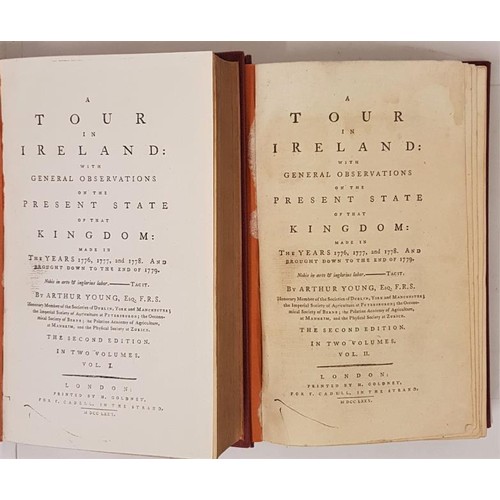 A
TOUR
IN
IRELAND:
WITH
GENERAL OBSERVATIONS
ON THE
PRESENT STATE
OF THAT
KINGDOM:
MADE IN
THE YEARS 1776, 1777, and 1778. AND
BROUGHT DOWN TO THE END OF 1779.
Nobis in arcto & inglorius labor.——TACIT.
By ARTHUR YOUNG, Esq. F.R.S.
Honorary Member of the Societies of DUBLIN, YORK and MANCHESTER;
the Imperial Society of Agriculture at PETERSBURG; the Oeconomical Society of BERNE; the Palatine Academy of Agriculture,
at MANHEIM, and the Physical Society at ZURICH.
THE SECOND EDITION.
IN TWO VOLUMES.
VOL. I.
LONDON:
PRINTED BY H. GOLDNEY,
FOR T. CADELL, IN THE STRAND.
MDCCLXXX.
A
TOUR
IN
IRELAND:
WITH
GENERAL OBSERVATIONS
ON THE
PRESENT STATE
OF THAT
KINGDOM:
MADE IN
THE YEARS 1776, 1777, and 1778. AND
BROUGHT DOWN TO THE END OF 1779.
Nobis in arcto & inglorius labor.——TACIT.
By ARTHUR YOUNG, Esq. F.R.S.
Honorary Member of the Societies of DUBLIN, YORK and MANCHESTER;
the Imperial Society of Agriculture at PETERSBURG; the Oeconomical Society of BERNE; the Palatine Academy of Agriculture,
at MANHEIM, and the Physical Society at ZURICH.
THE SECOND EDITION.
IN TWO VOLUMES.
VOL. II.
LONDON:
PRINTED BY H. GOLDNEY,
FOR T. CADELL, IN THE STRAND.
MDCCLXXX.